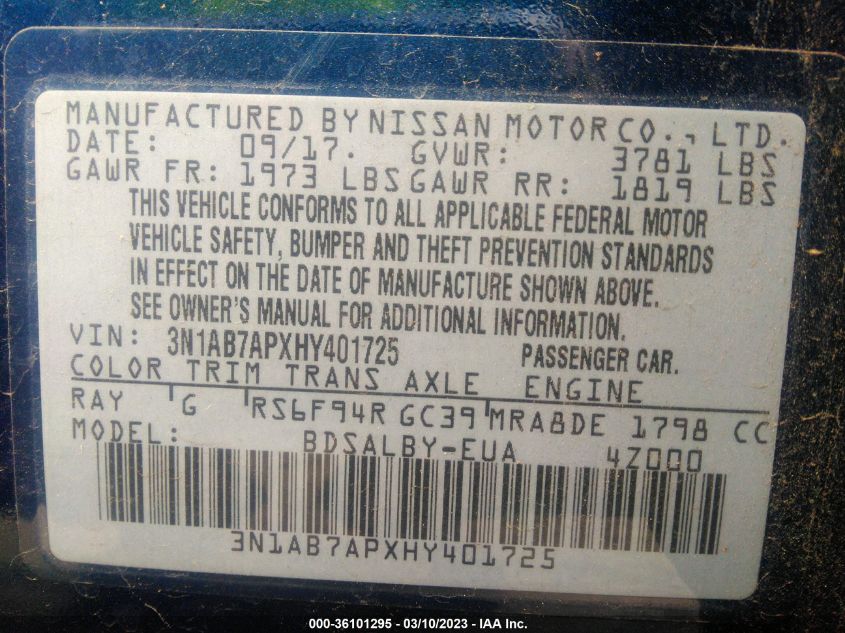 MANUFACTURED BY NISSAN MOTOR CO., LTD.
DATE: 09/17. GVWR: 3781 LBS
GAWR FR: 1973 LBS GAWR RR: 1819 LBS
THIS VEHICLE CONFORMS TO ALL APPLICABLE FEDERAL MOTOR
VEHICLE SAFETY, BUMPER AND THEFT PREVENTION STANDARDS
IN EFFECT ON THE DATE OF MANUFACTURE SHOWN ABOVE.
SEE OWNER'S MANUAL FOR ADDITIONAL INFORMATION.
VIN: 3N1AB7APXHY401725 PASSENGER CAR.
COLOR TRIM TRANS AXLE ENGINE
RAY G RS6F94R GC39 MRA8DE 1798 CC
MODEL: BDSALBY-EUA 4Z000
3N1AB7APXHY401725
000-36101295 - 03/10/2023 - IAA Inc.